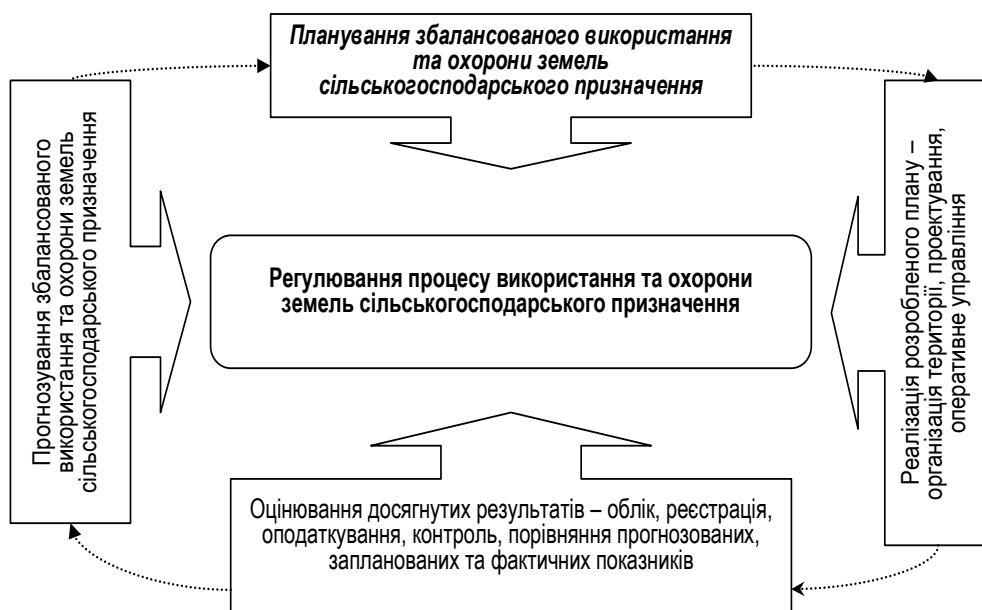 Планування збалансованого використання
та охорони земель
сільськогосподарського призначення
Прогнозування збалансованого
використання та охорони земель
сільськогосподарського призначення
Регулювання процесу використання та охорони
земель сільськогосподарського призначення
Реалізація розробленого плану –
організація території, проектування,
оперативне управління
Оцінювання досягнутих результатів – облік, реєстрація,
оподаткування, контроль, порівняння прогнозованих,
запланованих та фактичних показників